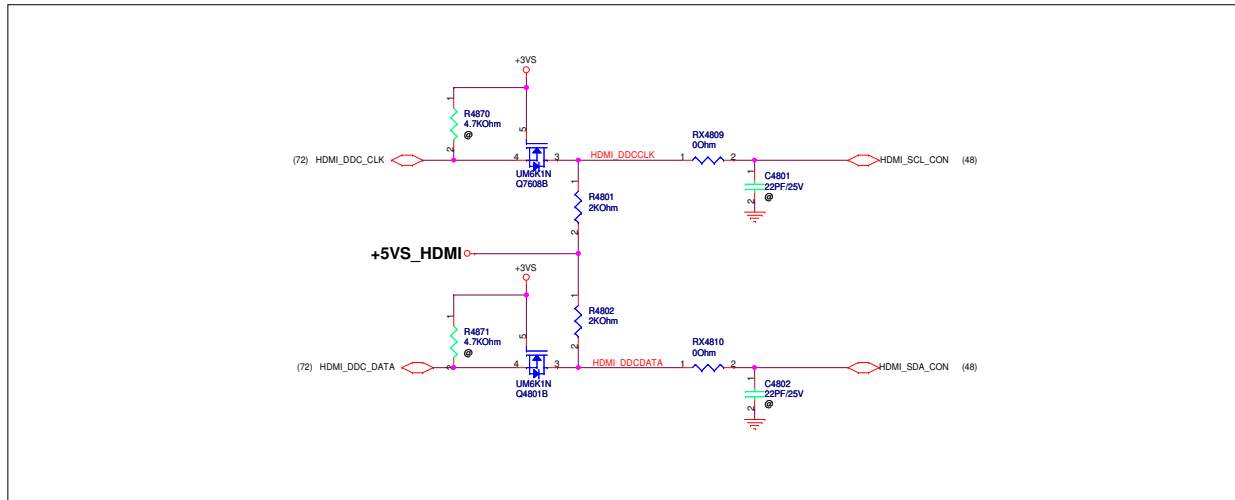 +3VS
1
R4870
4.7KOhm
@
2
5
(72) HDMI_DDC_CLK
4
3
UM6K1N
Q7608B
HDMI_DDCCLK
RX4809
0Ohm
1
2
HDMI_SCL_CON (48)
1
C4801
22PF/25V
@
2
1
R4801
2KOhm
2
+5VS_HDMI
+3VS
1
R4871
4.7KOhm
@
2
5
1
R4802
2KOhm
2
(72) HDMI_DDC_DATA
4
3
UM6K1N
Q4801B
HDMI_DDCDATA
RX4810
0Ohm
1
2
HDMI_SDA_CON (48)
1
C4802
22PF/25V
@
2